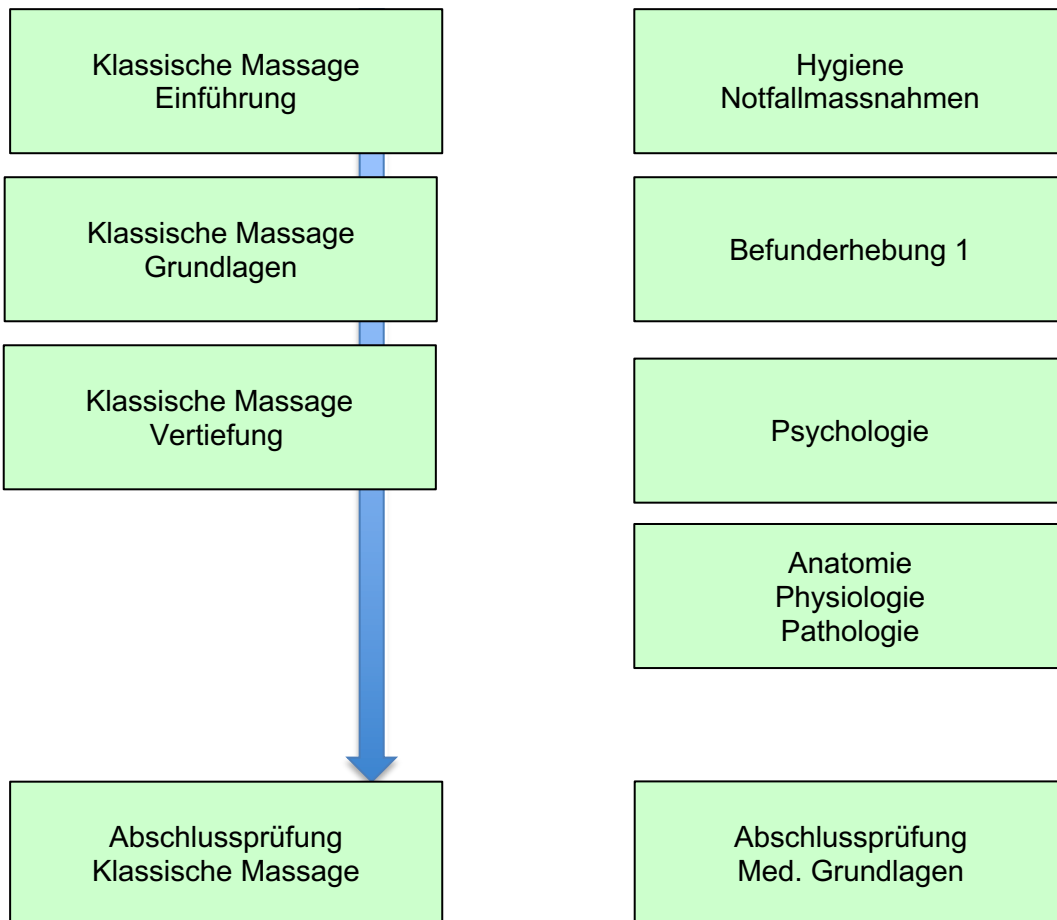 Klassische Massage
Einführung
Hygiene
Notfallmassnahmen
Klassische Massage
Grundlagen
Befunderhebung 1
Klassische Massage
Vertiefung
Psychologie
Anatomie
Physiologie
Pathologie
Abschlussprüfung
Klassische Massage
Abschlussprüfung
Med. Grundlagen